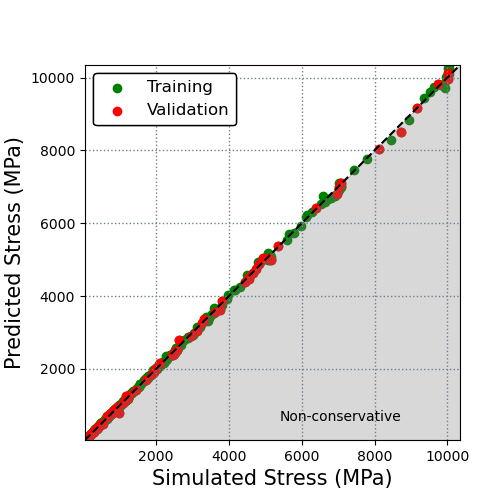 Training
Validation
Predicted Stress (MPa)
10000
8000
6000
4000
2000
Non-conservative
2000 4000 6000 8000 10000
Simulated Stress (MPa)